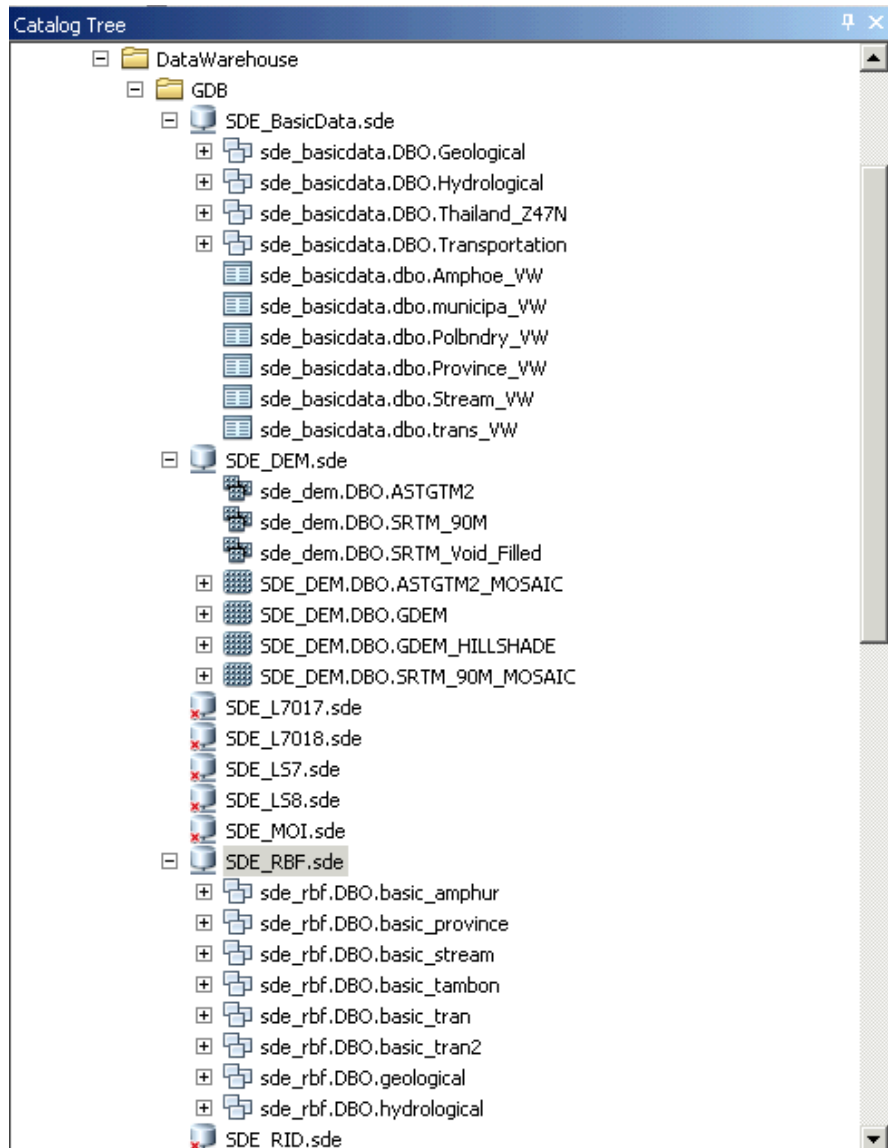 Catalog Tree
DataWarehouse
GDB
SDE_BasicData.sde
sde_basicdata.DBO.Geological
sde_basicdata.DBO.Hydrological
sde_basicdata.DBO.Thailand_Z47N
sde_basicdata.DBO.Transportation
sde_basicdata.dbo.Amphoe_VW
sde_basicdata.dbo.municipa_VW
sde_basicdata.dbo.Polbndry_VW
sde_basicdata.dbo.Province_VW
sde_basicdata.dbo.Stream_VW
sde_basicdata.dbo.trans_VW
SDE_DEM.sde
sde_dem.DBO.ASTGTM2
sde_dem.DBO.SRTM_90M
sde_dem.DBO.SRTM_Void_Filled
SDE_DEM.DBO.ASTGTM2_MOSAIC
SDE_DEM.DBO.GDEM
SDE_DEM.DBO.GDEM_HILLSHADE
SDE_DEM.DBO.SRTM_90M_MOSAIC
SDE_L7017.sde
SDE_L7018.sde
SDE_LS7.sde
SDE_LS8.sde
SDE_MOI.sde
SDE_RBF.sde
sde_rbf.DBO.basic_amphur
sde_rbf.DBO.basic_province
sde_rbf.DBO.basic_stream
sde_rbf.DBO.basic_tambon
sde_rbf.DBO.basic_tran
sde_rbf.DBO.basic_tran2
sde_rbf.DBO.geological
sde_rbf.DBO.hydrological
SDE_RID.sde